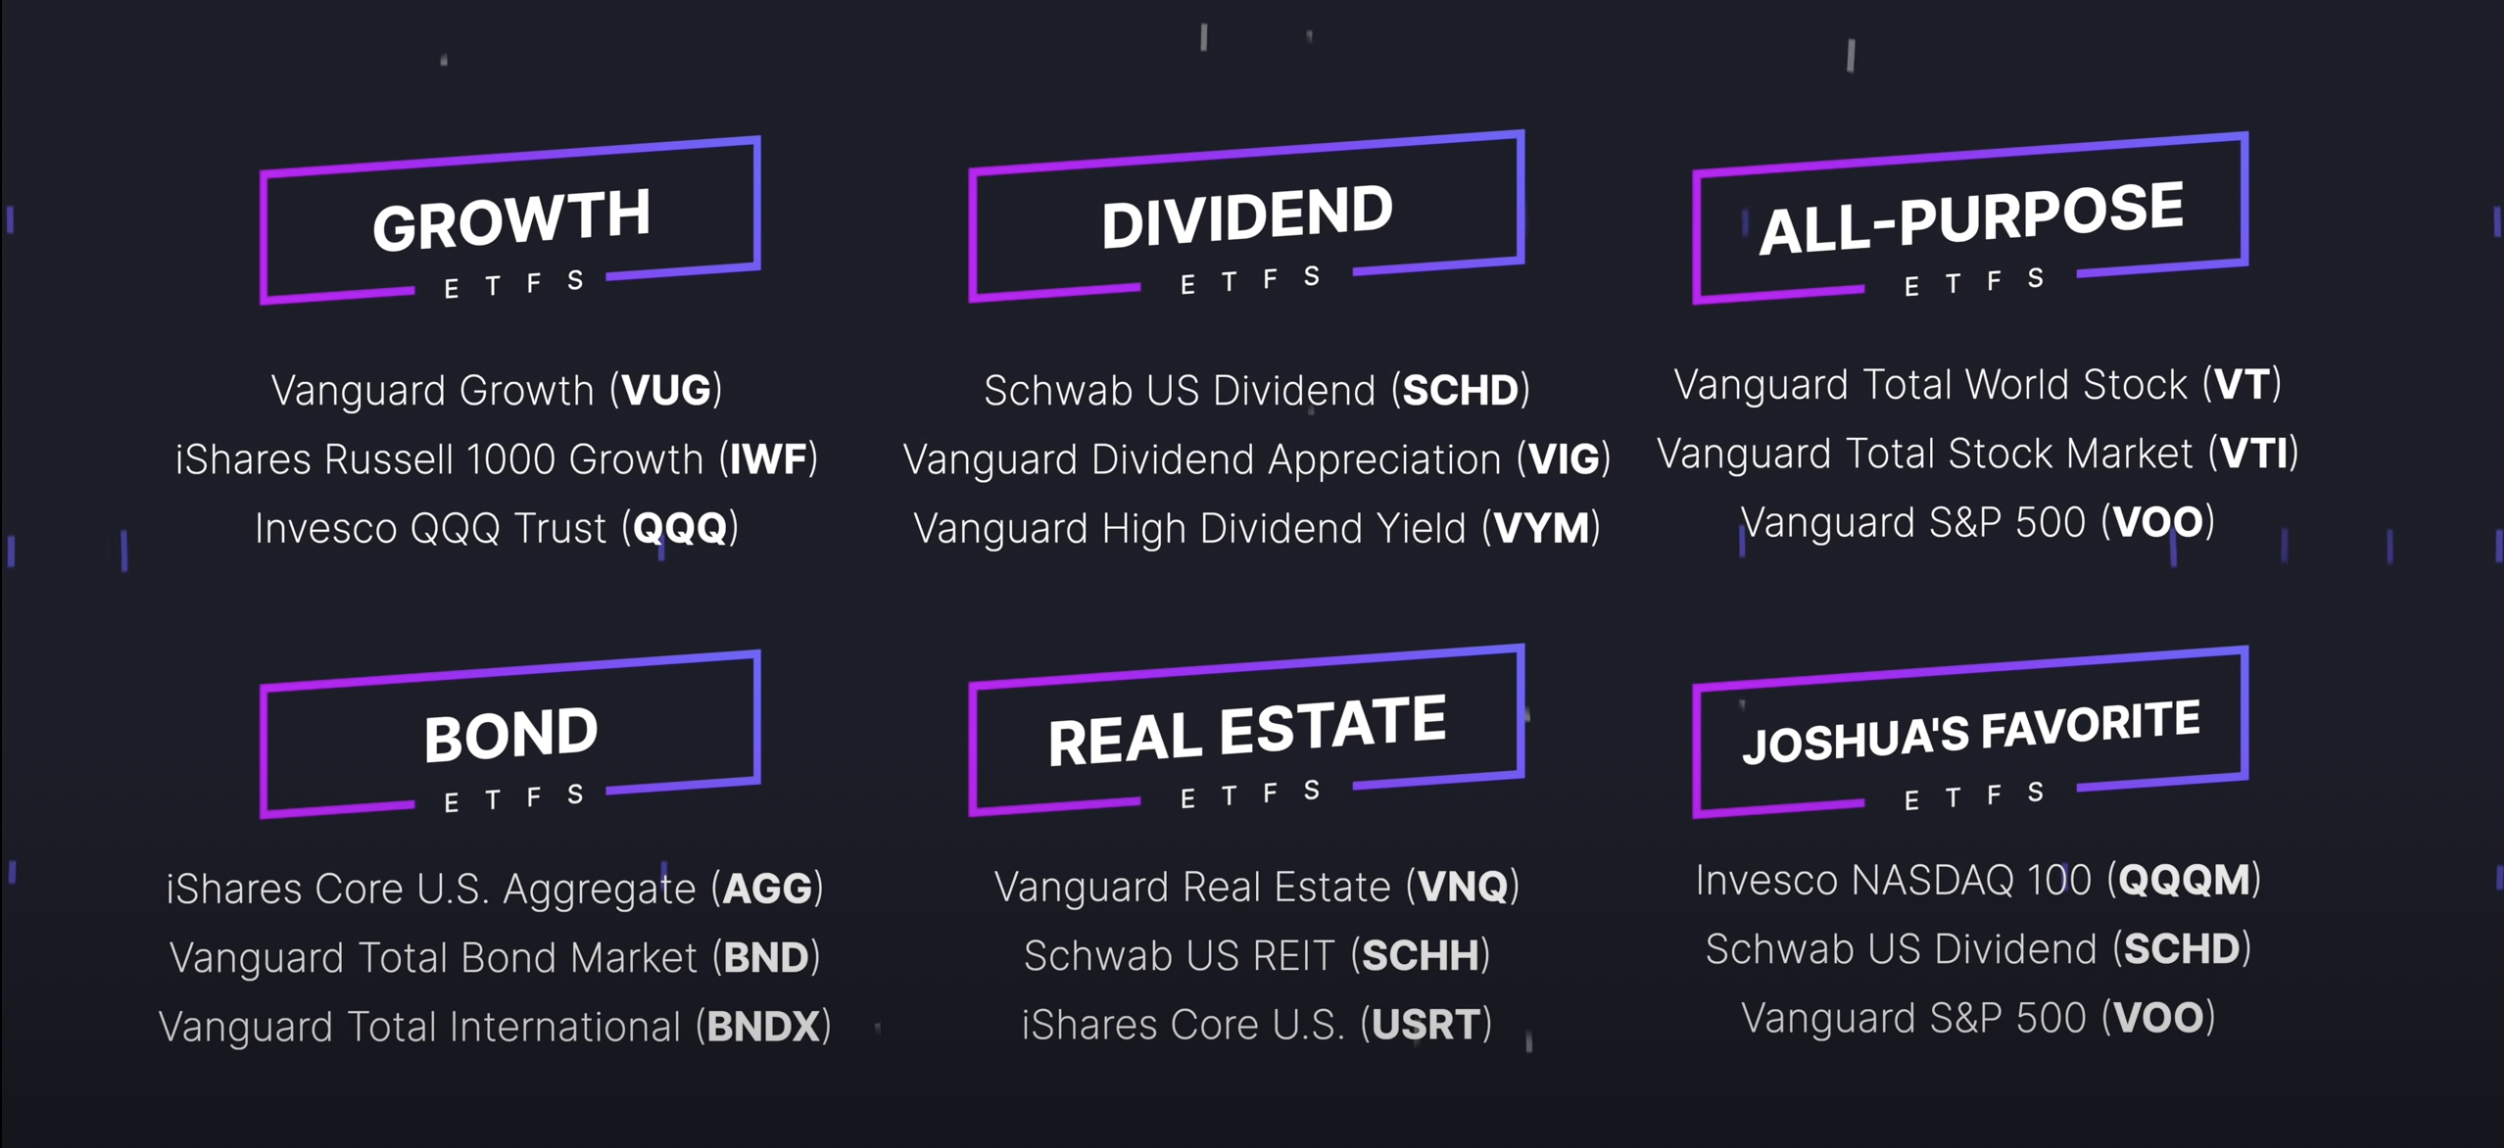 GROWTH
ETFS
Vanguard Growth (VUG)
iShares Russell 1000 Growth (IWF)
Invesco QQQ Trust (QQQ)
DIVIDEND
ETFS
Schwab US Dividend (SCHD)
Vanguard Dividend Appreciation (VIG)
Vanguard High Dividend Yield (VYM)
ALL-PURPOSE
ETFS
Vanguard Total World Stock (VT)
Vanguard Total Stock Market (VTI)
Vanguard S&P 500 (VOO)
BOND
ETFS
iShares Core U.S. Aggregate (AGG)
Vanguard Total Bond Market (BND)
Vanguard Total International (BNDX)
REAL ESTATE
ETFS
Vanguard Real Estate (VNQ)
Schwab US REIT (SCHH)
iShares Core U.S. (USRT)
JOSHUA'S FAVORITE
ETFS
Invesco NASDAQ 100 (QQQM)
Schwab US Dividend (SCHD)
Vanguard S&P 500 (VOO)